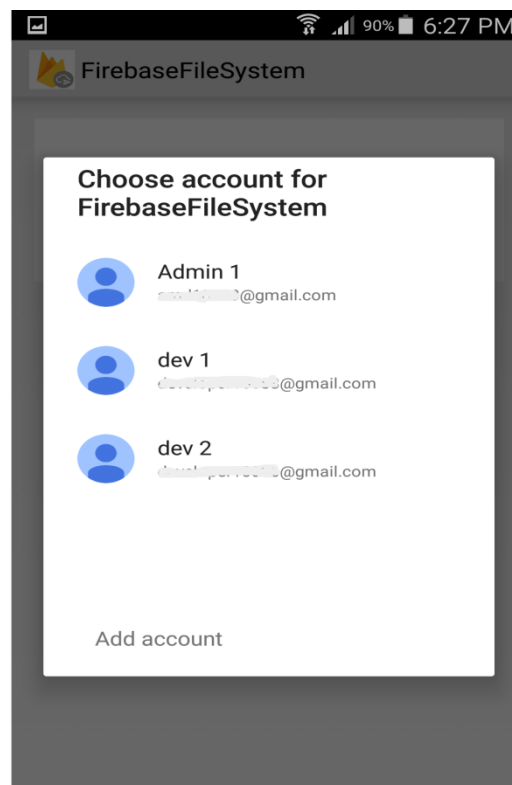 90% 6:27 PM
FirebaseFileSystem
Choose account for
FirebaseFileSystem
Admin 1
@gmail.com
dev 1
@gmail.com
dev 2
@gmail.com
Add account